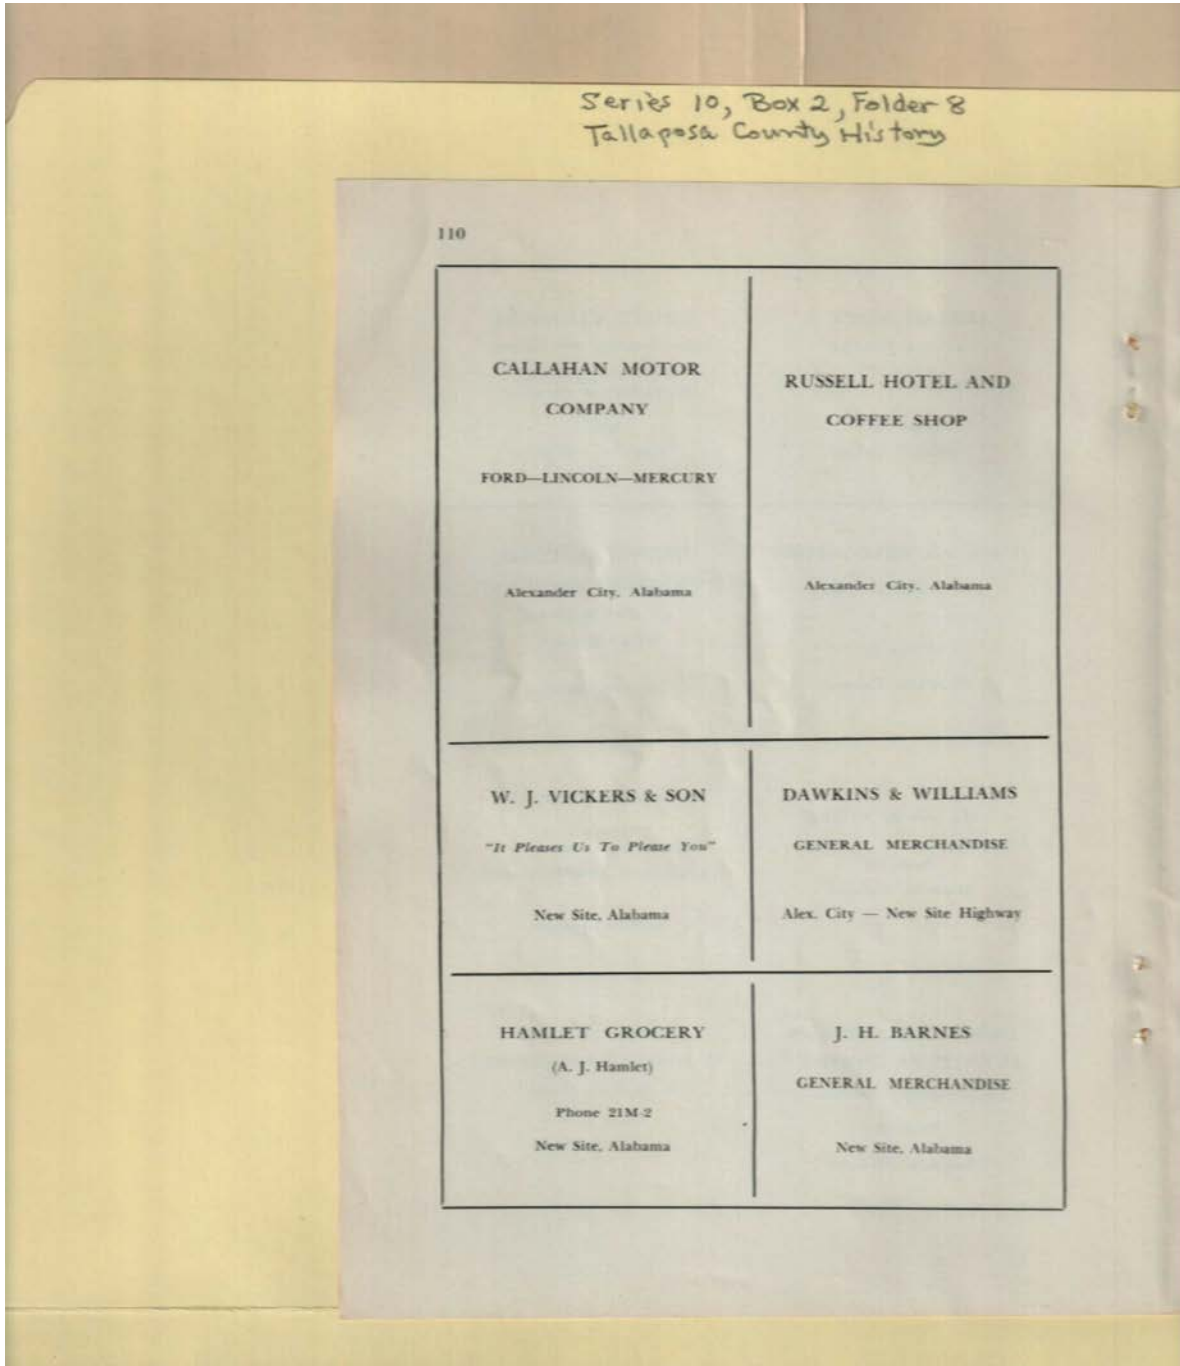 Series 10, Box 2, Folder 8
Tallaposa County History
110
CALLAHAN MOTOR
COMPANY
FORD—LINCOLN—MERCURY
Alexander City, Alabama
RUSSELL HOTEL AND
COFFEE SHOP
Alexander City, Alabama
W. J. VICKERS & SON
"It Pleases Us To Please You"
New Site, Alabama
DAWKINS & WILLIAMS
GENERAL MERCHANDISE
Alex. City — New Site Highway
HAMLET GROCERY
(A. J. Hamlet)
Phone 21M-2
New Site, Alabama
J. H. BARNES
GENERAL MERCHANDISE
New Site, Alabama